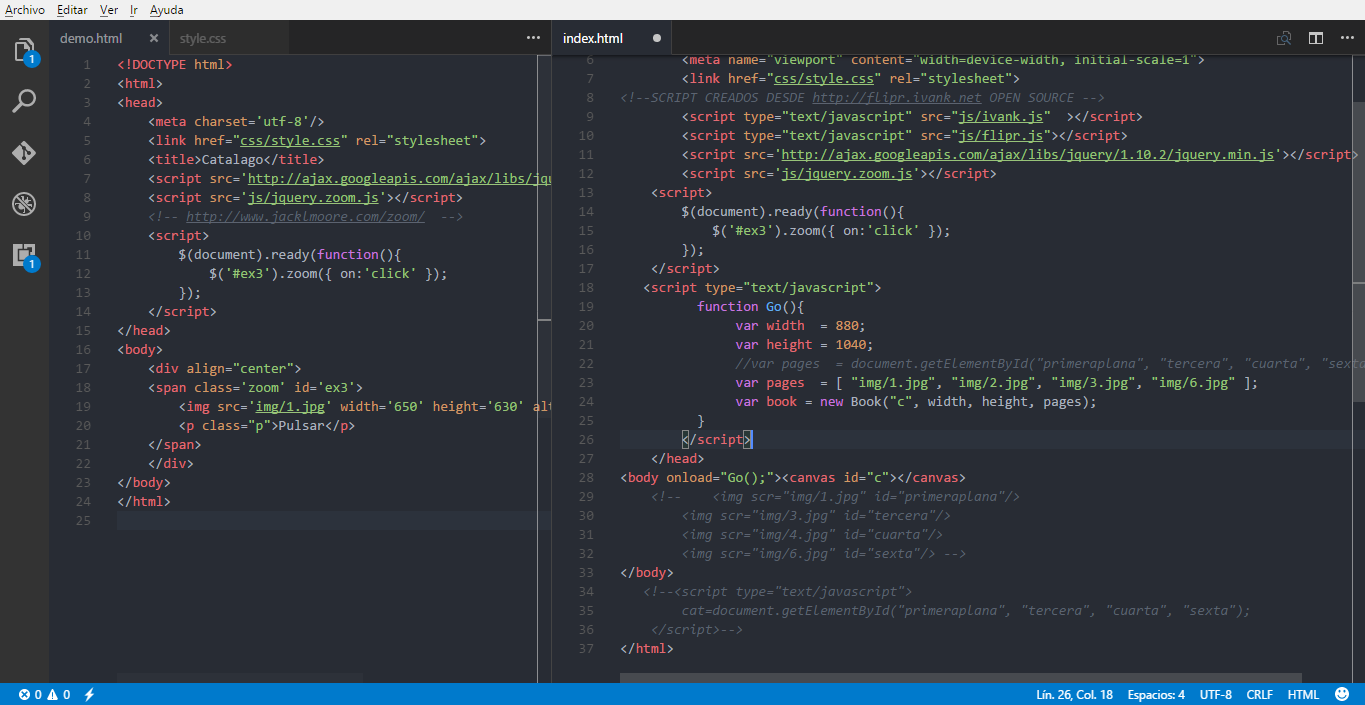 Archivo Editar Ver Ir Ayuda
demo.html × style.css ...
1 <!DOCTYPE html>
2 <html>
3 <head>
4 <meta charset='utf-8'/>
5 <link href="css/style.css" rel="stylesheet">
6 <title>Catalago</title>
7 <script src='http://ajax.googleapis.com/ajax/libs/jqu
8 <script src='js/jquery.zoom.js'></script>
9 <!-- http://www.jacklmoore.com/zoom/ -->
10 <script>
11 $(document).ready(function(){
12 $('#ex3').zoom({ on:'click' });
13 });
14 </script>
15 </head>
16 <body>
17 <div align="center">
18 <span class='zoom' id='ex3'>
19 <img src='img/1.jpg' width='650' height='630' alt
20 <p class="p">Pulsar</p>
21 </span>
22 </div>
23 </body>
24 </html>
25
index.html ● ...
6 <meta name="viewport" content="width=device-width, initial-scale=1">
7 <link href="css/style.css" rel="stylesheet">
8 <!--SCRIPT CREADOS DESDE http://flipr.ivank.net OPEN SOURCE -->
9 <script type="text/javascript" src="js/ivank.js" ></script>
10 <script type="text/javascript" src="js/flipr.js"></script>
11 <script src='http://ajax.googleapis.com/ajax/libs/jquery/1.10.2/jquery.min.js'></script>
12 <script src='js/jquery.zoom.js'></script>
13 <script>
14 $(document).ready(function(){
15 $('#ex3').zoom({ on:'click' });
16 });
17 </script>
18 <script type="text/javascript">
19 function Go(){
20 var width = 880;
21 var height = 1040;
22 //var pages = document.getElementById("primeraplana", "tercera", "cuarta", "sexta
23 var pages = [ "img/1.jpg", "img/2.jpg", "img/3.jpg", "img/6.jpg" ];
24 var book = new Book("c", width, height, pages);
25 }
26 </script>
27 </head>
28 <body onload="Go();"><canvas id="c"></canvas>
29 <!-- <img scr="img/1.jpg" id="primeraplana"/>
30 <img scr="img/3.jpg" id="tercera"/>
31 <img scr="img/4.jpg" id="cuarta"/>
32 <img scr="img/6.jpg" id="sexta"/> -->
33 </body>
34 <!--<script type="text/javascript">
35 cat=document.getElementById("primeraplana", "tercera", "cuarta", "sexta");
36 </script>-->
37 </html>
1
1
0 0 Lín. 26, Col. 18 Espacios: 4 UTF-8 CRLF HTML